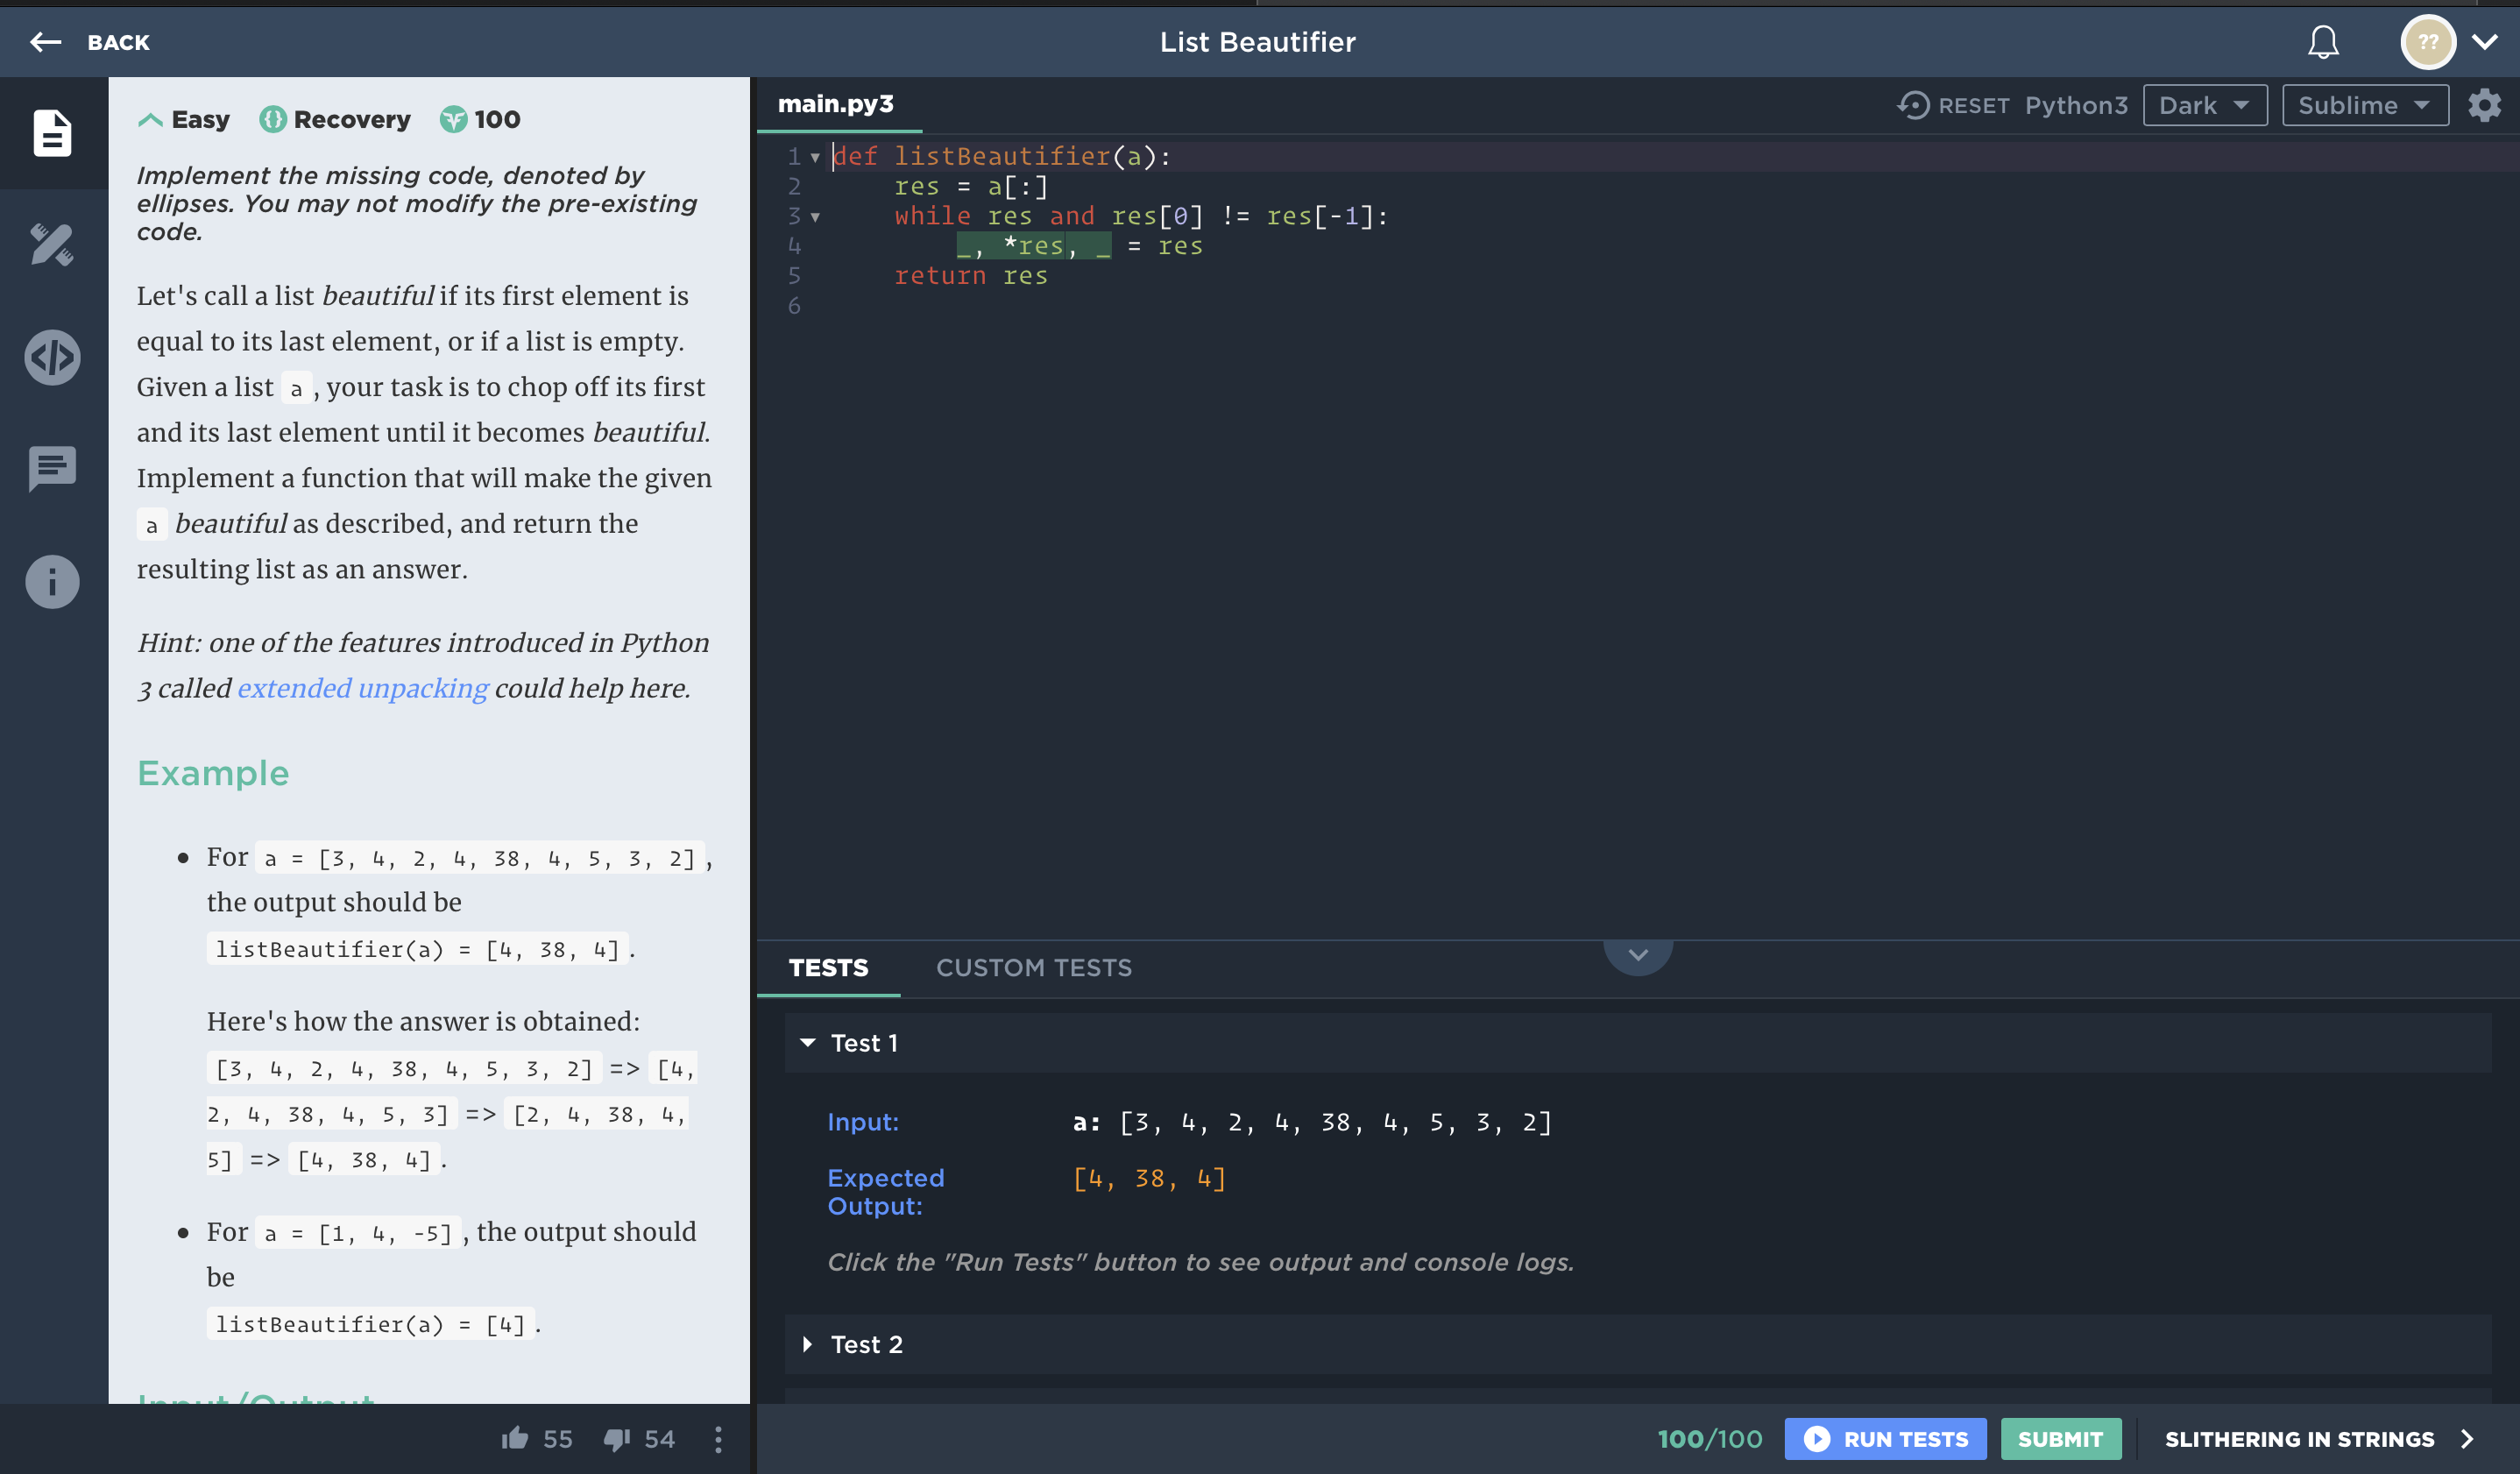 BACK
List Beautifier
??
Easy Recovery 100
Implement the missing code, denoted by
ellipses. You may not modify the pre-existing
code.
Let's call a list beautiful if its first element is
equal to its last element, or if a list is empty.
Given a list a, your task is to chop off its first
and its last element until it becomes beautiful.
Implement a function that will make the given
a beautiful as described, and return the
resulting list as an answer.
Hint: one of the features introduced in Python
3 called extended unpacking could help here.
Example
• For a = [3, 4, 2, 4, 38, 4, 5, 3, 2],
the output should be
listBeautifier(a) = [4, 38, 4].
Here's how the answer is obtained:
[3, 4, 2, 4, 38, 4, 5, 3, 2] => [4,
2, 4, 38, 4, 5, 3] => [2, 4, 38, 4,
5] => [4, 38, 4].
• For a = [1, 4, -5], the output should
be
listBeautifier(a) = [4].
Input/Output
55 54
main.py3
RESET Python3 Dark Sublime
1 def listBeautifier(a):
2 res = a[:]
3 while res and res[0] != res[-1]:
4 _, *res, _ = res
5 return res
6
TESTS CUSTOM TESTS
Test 1
Input: a: [3, 4, 2, 4, 38, 4, 5, 3, 2]
Expected [4, 38, 4]
Output:
Click the "Run Tests" button to see output and console logs.
Test 2
100/100 RUN TESTS SUBMIT SLITHERING IN STRINGS